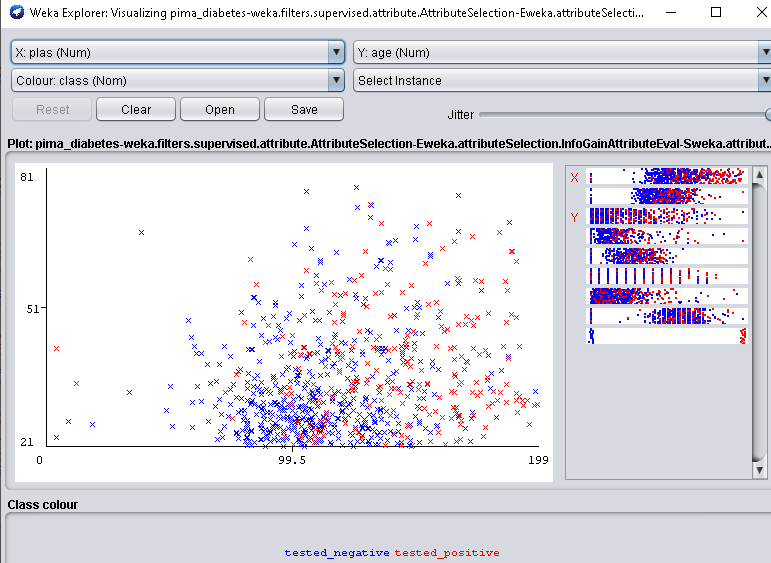 Weka Explorer: Visualizing pima_diabetes-weka.filters.supervised.attribute.AttributeSelection-Eweka.attributeSelecti...
X: plas (Num)
Y: age (Num)
Colour: class (Nom)
Select Instance
Reset
Clear
Open
Save
Jitter
Plot: pima_diabetes-weka.filters.supervised.attribute.AttributeSelection-Eweka.attributeSelection.InfoGainAttributeEval-Sweka.attribut...
81
51
21
0
99.5
199
X
Y
Class colour
tested_negative tested_positive